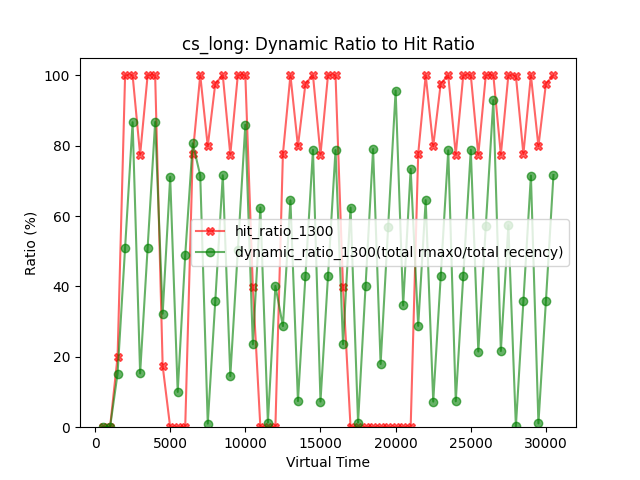 cs_long: Dynamic Ratio to Hit Ratio
100
80
60
40
20
0
Ratio (%)
hit_ratio_1300
dynamic_ratio_1300(total rmax0/total recency)
0 5000 10000 15000 20000 25000 30000
Virtual Time